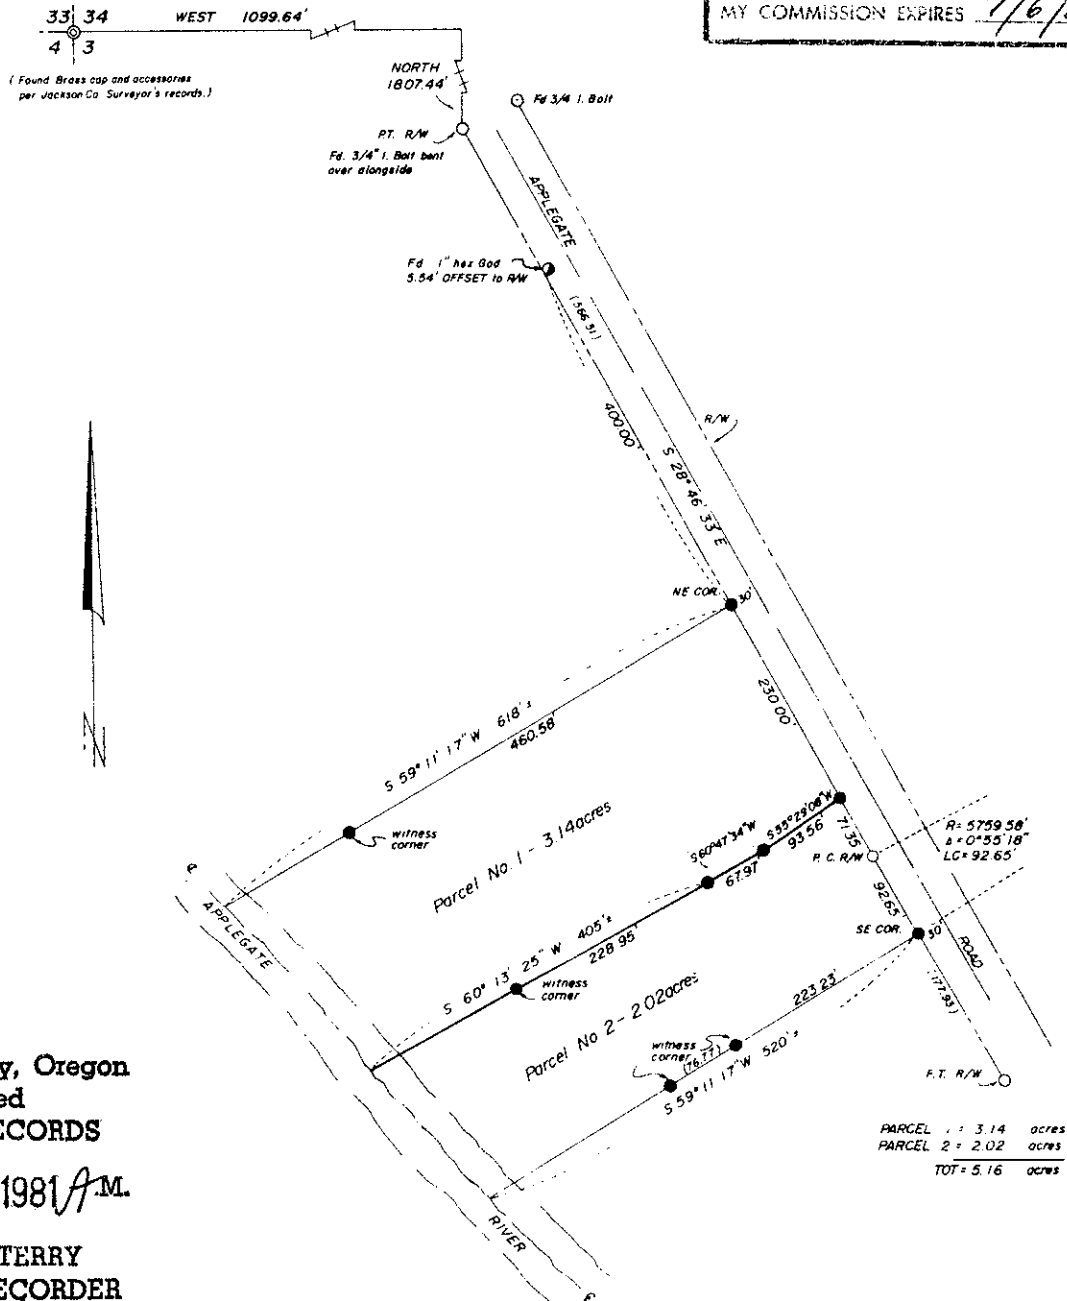 33 34
4 3
WEST 1099.64'
( Found Brass cap and accessories
per Jackson Co. Surveyor's records.)
MY COMMISSION EXPIRES
NORTH
1807.44'
Fd 3/4 I. Bolt
P.T. R/W
Fd. 3/4" I. Bolt bent
over alongside
APPLEGATE
Fd 1" hex God
5.54' OFFSET to R/W
(566.51)
400.00'
R/W
S 28° 46' 33" E
NE COR.
30'
230.00'
S 59° 11' 17" W 618'±
460.58'
witness
corner
Parcel No. 1 - 3.14acres
S 60°47'34"W
67.97'
S 55°29'08"W
93.56'
71.35
P.C. R/W
R= 5759.58'
Δ=0°55'18"
LC= 92.65'
92.65'
SE COR.
30'
ROAD
(177.93)
S 60° 13' 25" W 405'±
228.95'
witness
corner
Parcel No 2 - 2.02acres
223.23'
witness
corner
(76.77)
S 59° 11' 17" W 520'±
F.T. R/W
APPLEGATE
RIVER
N
PARCEL 1 = 3.14 acres
PARCEL 2 = 2.02 acres
TOT = 5.16 acres
y, Oregon
ed
ECORDS
1981 A.M.
TERRY
ECORDER